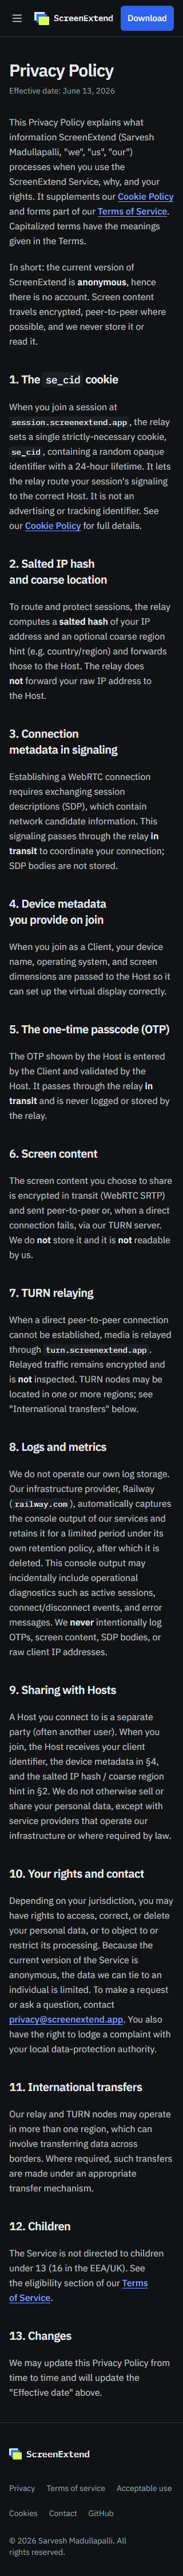 ScreenExtend
Download
Privacy Policy
Effective date: June 13, 2026
This Privacy Policy explains what
information ScreenExtend (Sarvesh
Madullapalli, "we", "us", "our")
processes when you use the
ScreenExtend Service, why, and your
rights. It supplements our Cookie Policy
and forms part of our Terms of Service.
Capitalized terms have the meanings
given in the Terms.
In short: the current version of
ScreenExtend is anonymous, hence
there is no account. Screen content
travels encrypted, peer-to-peer where
possible, and we never store it or
read it.
1. The se_cid cookie
When you join a session at
session.screenextend.app, the relay
sets a single strictly-necessary cookie,
se_cid, containing a random opaque
identifier with a 24-hour lifetime. It lets
the relay route your session's signaling
to the correct Host. It is not an
advertising or tracking identifier. See
our Cookie Policy for full details.
2. Salted IP hash
and coarse location
To route and protect sessions, the relay
computes a salted hash of your IP
address and an optional coarse region
hint (e.g. country/region) and forwards
those to the Host. The relay does
not forward your raw IP address to
the Host.
3. Connection
metadata in signaling
Establishing a WebRTC connection
requires exchanging session
descriptions (SDP), which contain
network candidate information. This
signaling passes through the relay in
transit to coordinate your connection;
SDP bodies are not stored.
4. Device metadata
you provide on join
When you join as a Client, your device
name, operating system, and screen
dimensions are passed to the Host so it
can set up the virtual display correctly.
5. The one-time passcode (OTP)
The OTP shown by the Host is entered
by the Client and validated by the
Host. It passes through the relay in
transit and is never logged or stored by
the relay.
6. Screen content
The screen content you choose to share
is encrypted in transit (WebRTC SRTP)
and sent peer-to-peer or, when a direct
connection fails, via our TURN server.
We do not store it and it is not readable
by us.
7. TURN relaying
When a direct peer-to-peer connection
cannot be established, media is relayed
through turn.screenextend.app.
Relayed traffic remains encrypted and
is not inspected. TURN nodes may be
located in one or more regions; see
"International transfers" below.
8. Logs and metrics
We do not operate our own log storage.
Our infrastructure provider, Railway
(railway.com), automatically captures
the console output of our services and
retains it for a limited period under its
own retention policy, after which it is
deleted. This console output may
incidentally include operational
diagnostics such as active sessions,
connect/disconnect events, and error
messages. We never intentionally log
OTPs, screen content, SDP bodies, or
raw client IP addresses.
9. Sharing with Hosts
A Host you connect to is a separate
party (often another user). When you
join, the Host receives your client
identifier, the device metadata in §4,
and the salted IP hash / coarse region
hint in §2. We do not otherwise sell or
share your personal data, except with
service providers that operate our
infrastructure or where required by law.
10. Your rights and contact
Depending on your jurisdiction, you may
have rights to access, correct, or delete
your personal data, or to object to or
restrict its processing. Because the
current version of the Service is
anonymous, the data we can tie to an
individual is limited. To make a request
or ask a question, contact
privacy@screenextend.app. You also
have the right to lodge a complaint with
your local data-protection authority.
11. International transfers
Our relay and TURN nodes may operate
in more than one region, which can
involve transferring data across
borders. Where required, such transfers
are made under an appropriate
transfer mechanism.
12. Children
The Service is not directed to children
under 13 (16 in the EEA/UK). See
the eligibility section of our Terms
of Service.
13. Changes
We may update this Privacy Policy from
time to time and will update the
"Effective date" above.
ScreenExtend
Privacy Terms of service Acceptable use
Cookies Contact GitHub
© 2026 Sarvesh Madullapalli. All
rights reserved.